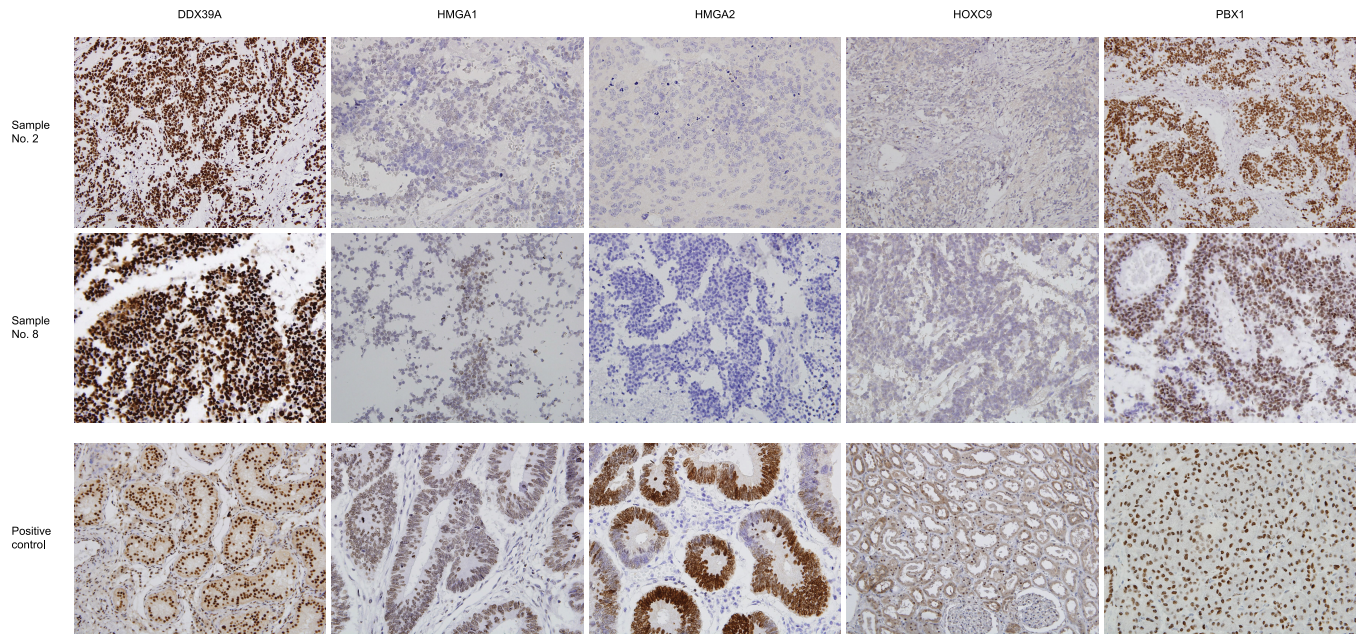 DDX39A HMGA1 HMGA2 HOXC9 PBX1
Sample
No. 2
Sample
No. 8
Positive
control